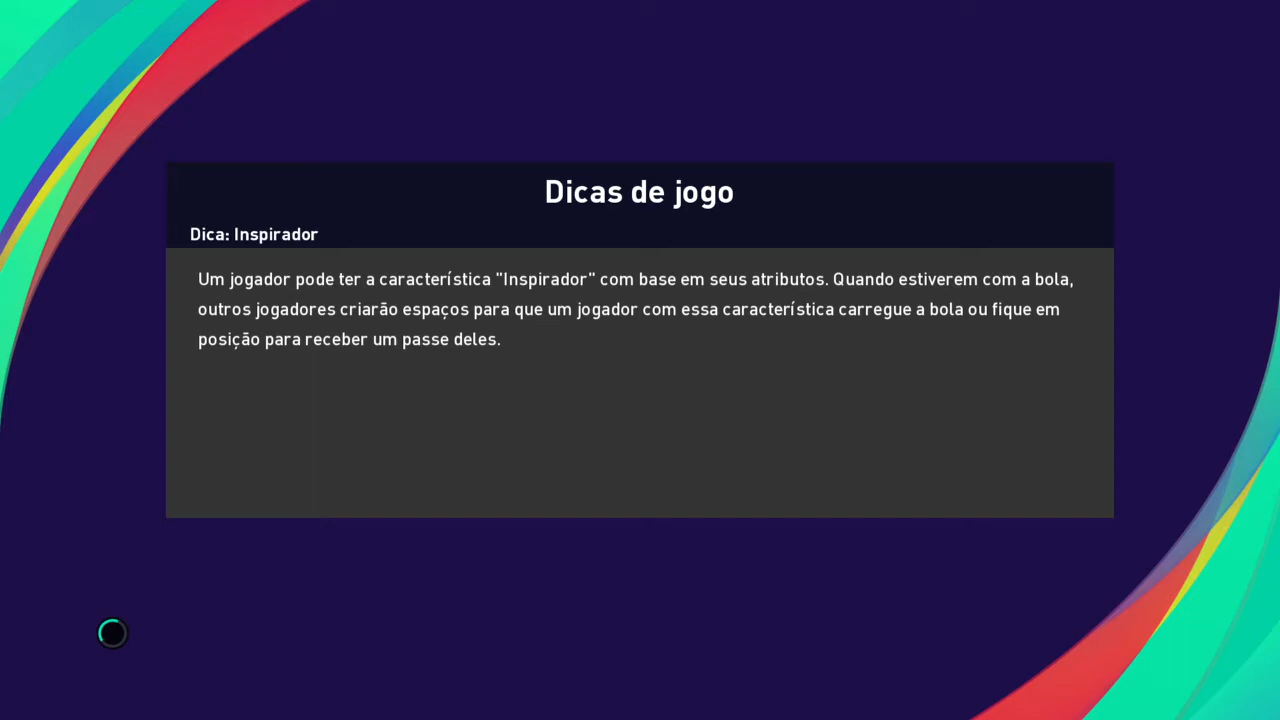 Dicas de jogo
Dica: Inspirador
Um jogador pode ter a característica "Inspirador" com base em seus atributos. Quando estiverem com a bola,
outros jogadores criarão espaços para que um jogador com essa característica carregue a bola ou fique em
posição para receber um passe deles.